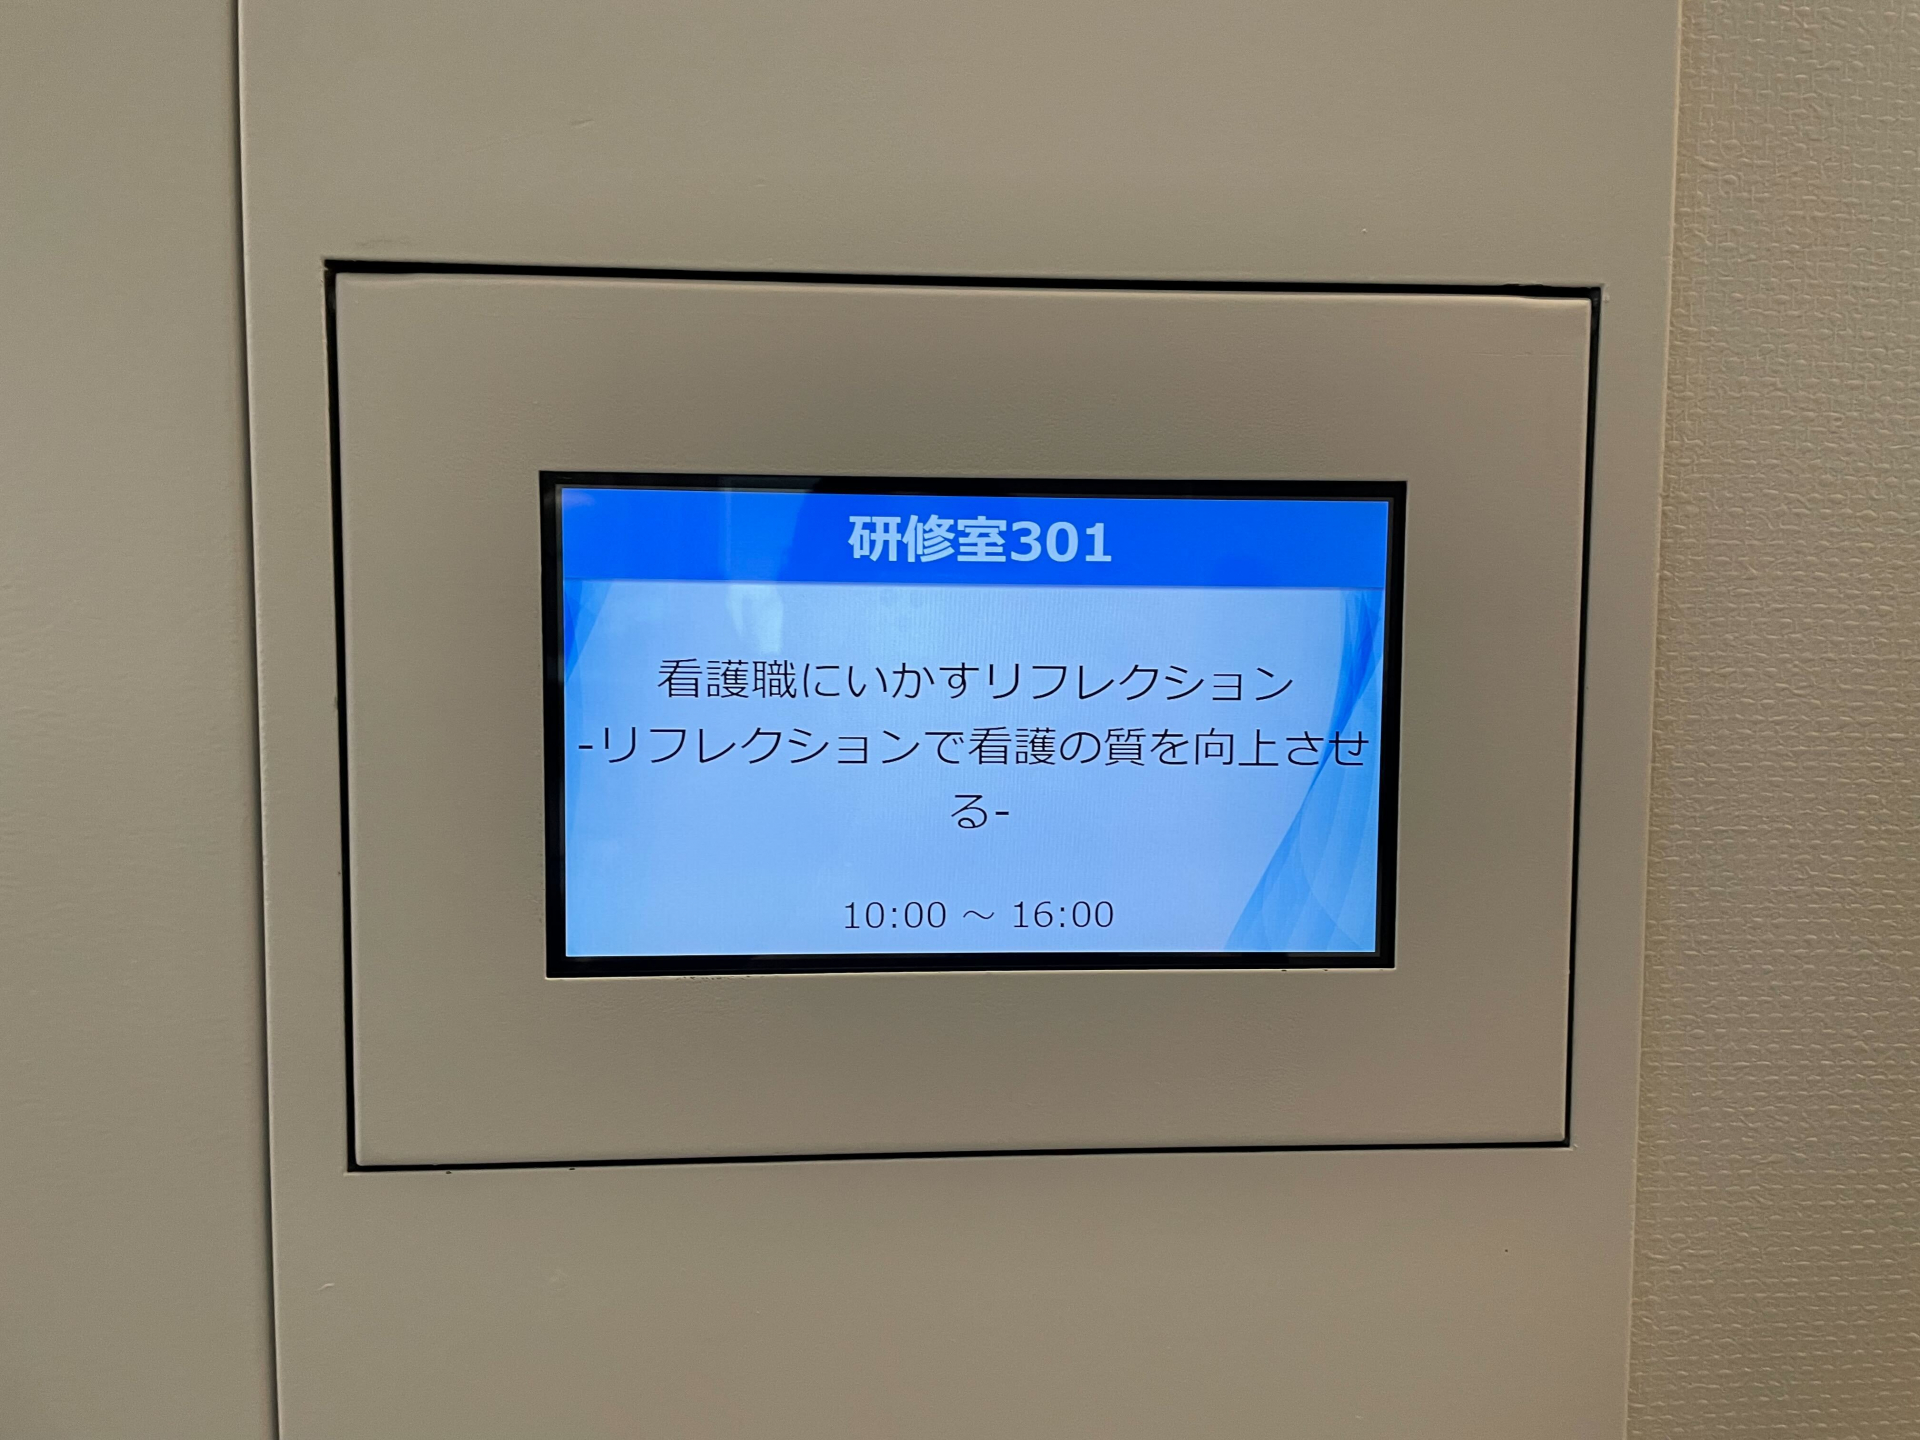 研修室301
看護職にいかすリフレクション
-リフレクションで看護の質を向上させ
る-
10:00 ～ 16:00